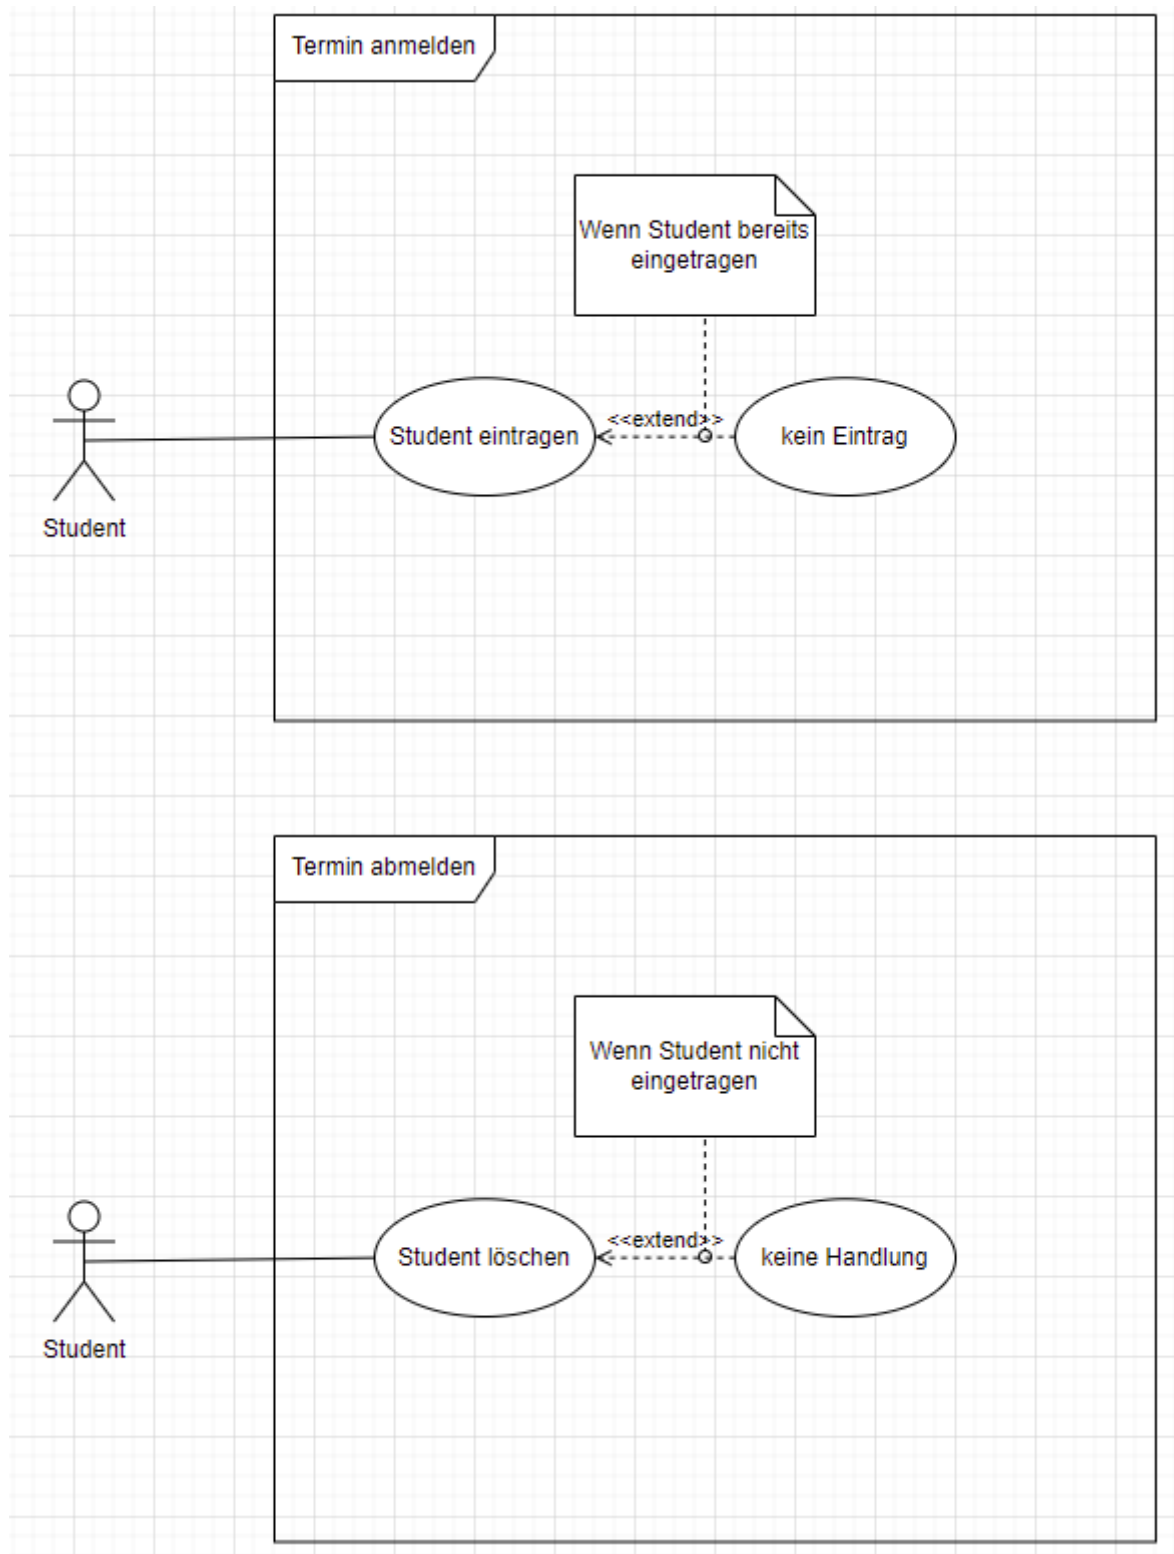 Termin anmelden
Wenn Student bereits
eingetragen
<<extend>>
Student eintragen
kein Eintrag
Student
Termin abmelden
Wenn Student nicht
eingetragen
<<extend>>
Student löschen
keine Handlung
Student